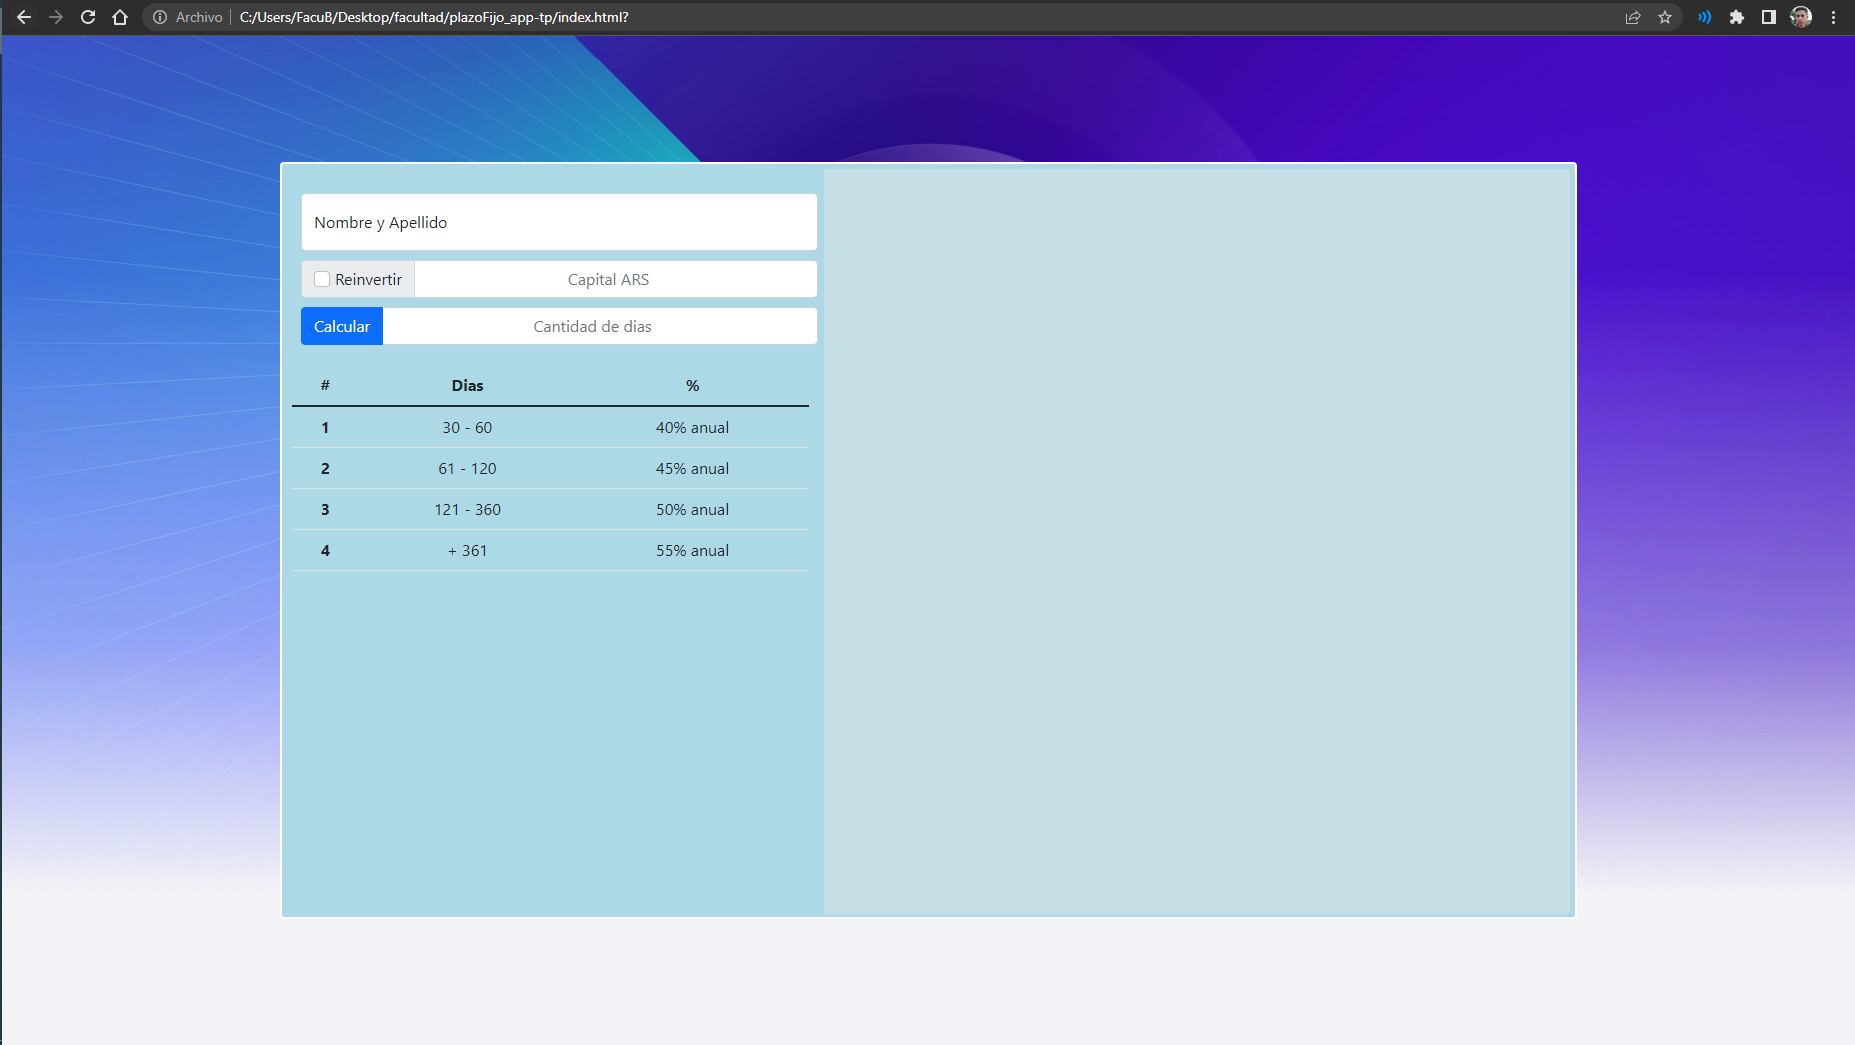 Archivo C:/Users/FacuB/Desktop/facultad/plazoFijo_app-tp/index.html?
Nombre y Apellido
Reinvertir Capital ARS
Calcular Cantidad de dias
# Dias %
1 30 - 60 40% anual
2 61 - 120 45% anual
3 121 - 360 50% anual
4 + 361 55% anual